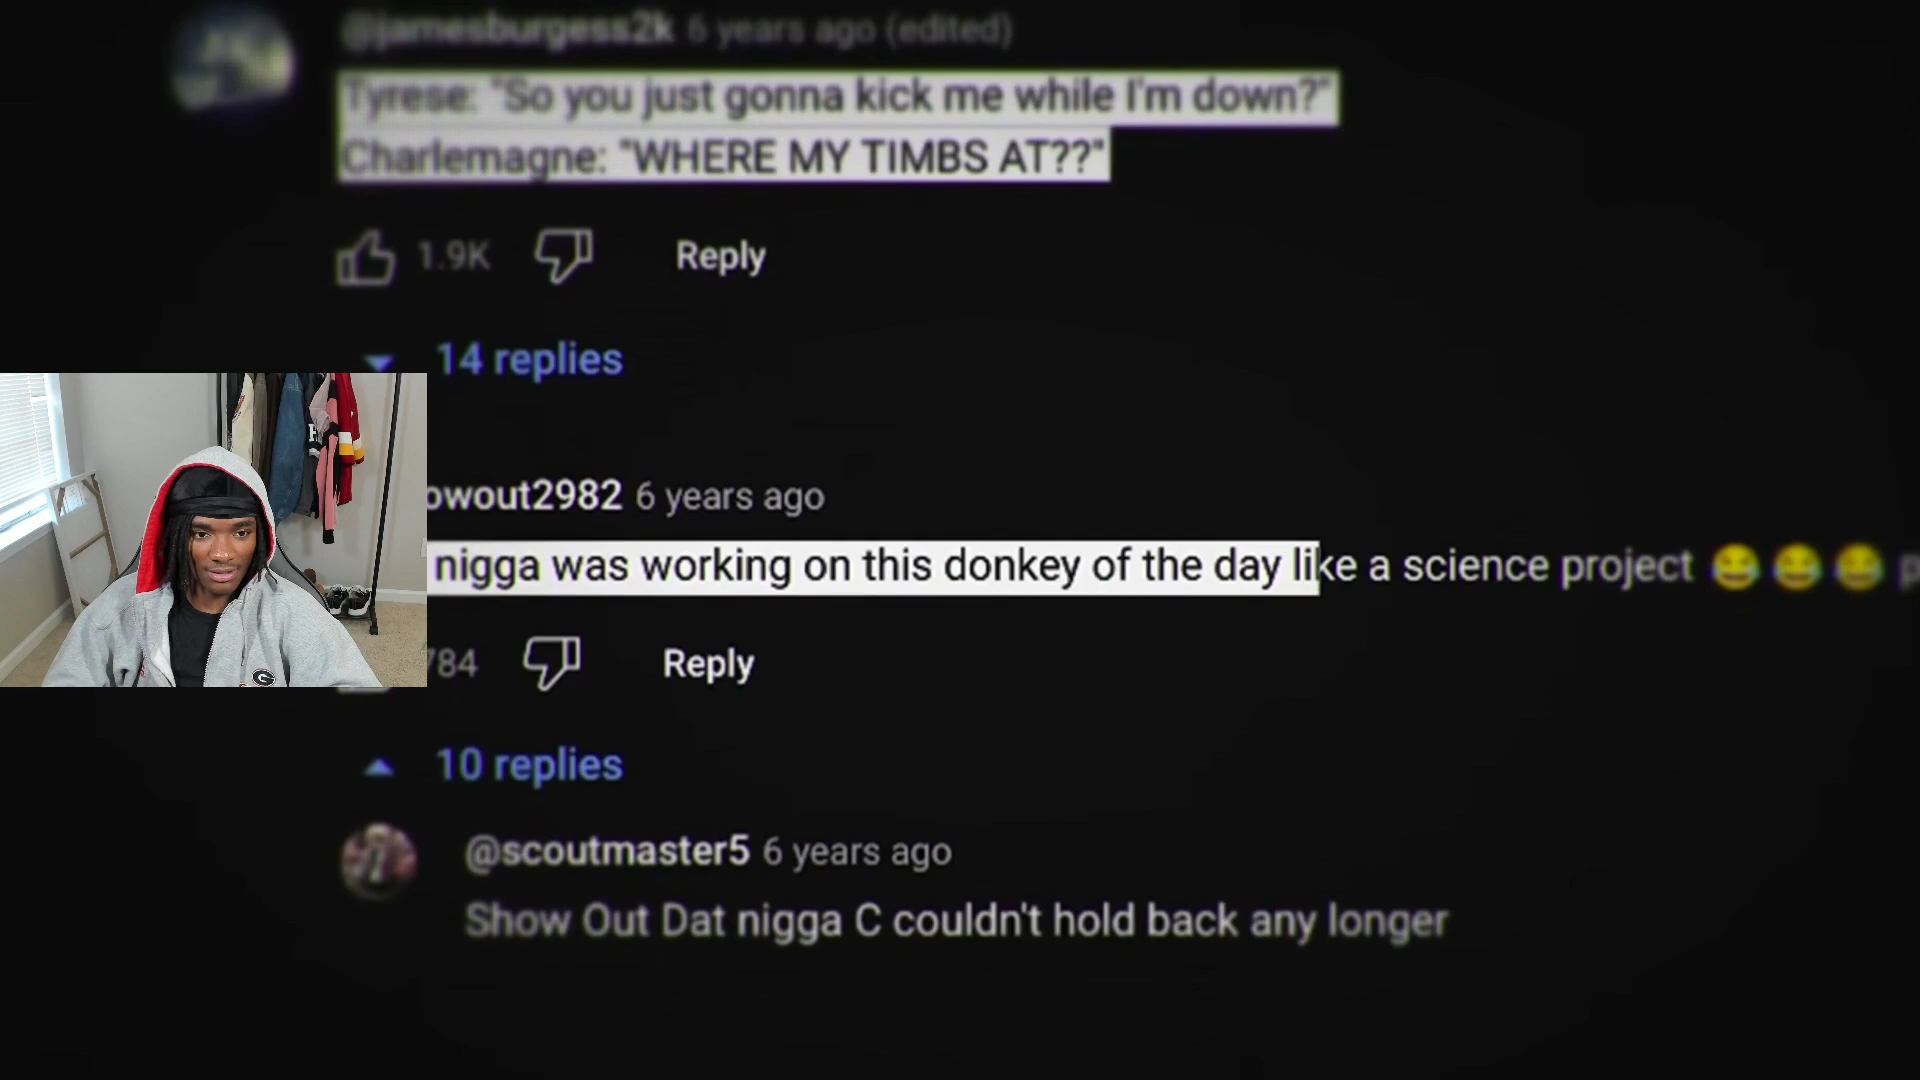 @jamesburgess2k 6 years ago (edited)
Tyrese: "So you just gonna kick me while I'm down?"
Charlemagne: "WHERE MY TIMBS AT??"
1.9K Reply
14 replies
owout2982 6 years ago
nigga was working on this donkey of the day like a science project 😂 😂 😂
784 Reply
10 replies
@scoutmaster5 6 years ago
Show Out Dat nigga C couldn't hold back any longer
G